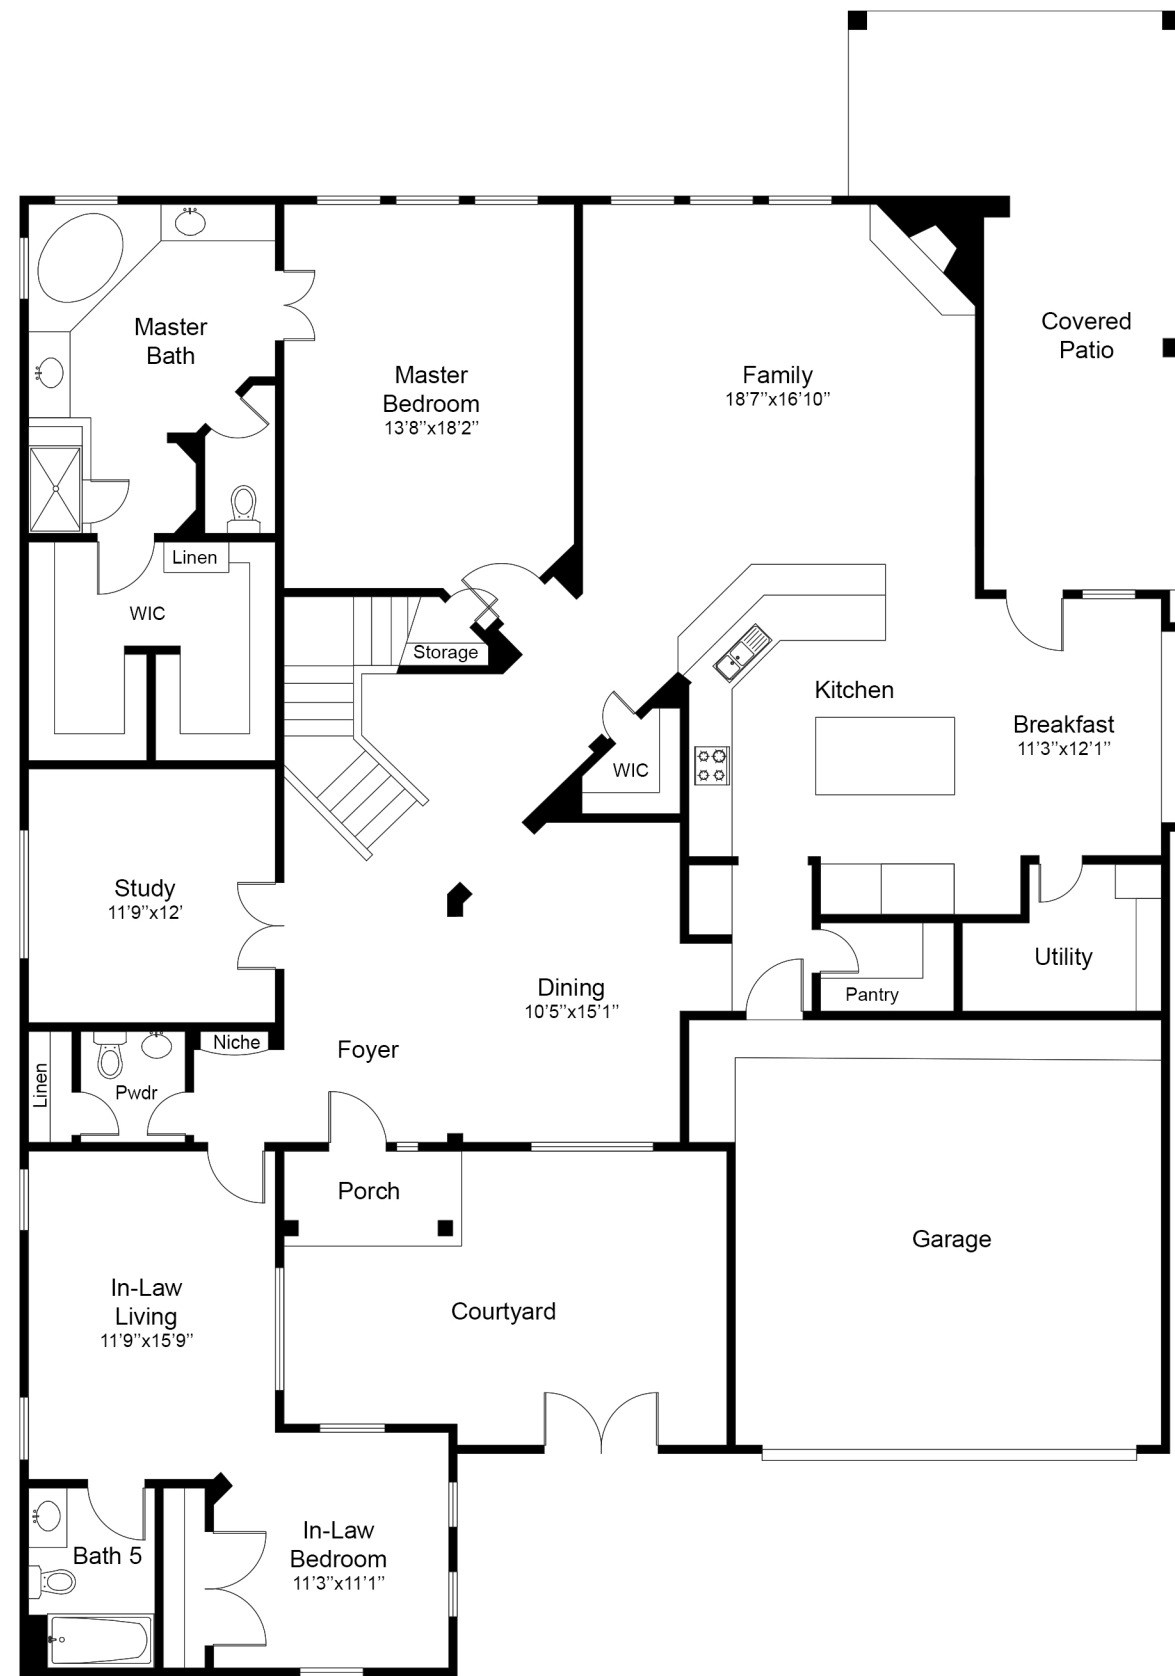 Master
Bath
Master
Bedroom
13'8"x18'2"
Family
18'7"x16'10"
Covered
Patio
Linen
WIC
Storage
Kitchen
Breakfast
11'3"x12'1"
WIC
Study
11'9"x12'
Dining
10'5"x15'1"
Utility
Pantry
Niche
Foyer
Linen
Pwdr
Porch
Garage
In-Law
Living
11'9"x15'9"
Courtyard
In-Law
Bedroom
11'3"x11'1"
Bath 5